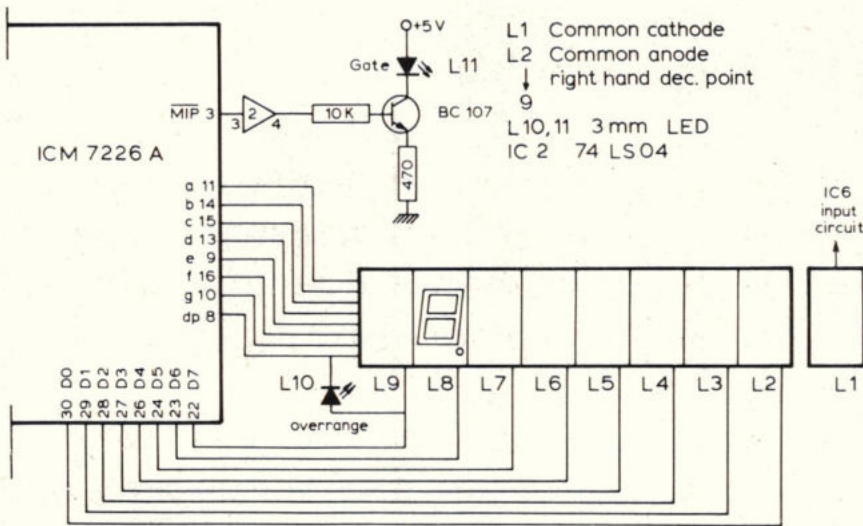 +5 V
L1 Common cathode
L2 Common anode
right hand dec. point
9
L10,11 3 mm LED
IC 2 74 LS 04
Gate
L11
MIP 3
3
2
4
10 K
BC 107
470
ICM 7226 A
a 11
b 14
c 15
d 13
e 9
f 16
g 10
dp 8
IC6
input
circuit
L10
overrange
L9
L8
L7
L6
L5
L4
L3
L2
L1
30 D0
29 D1
28 D2
27 D3
26 D4
24 D5
23 D6
22 D7